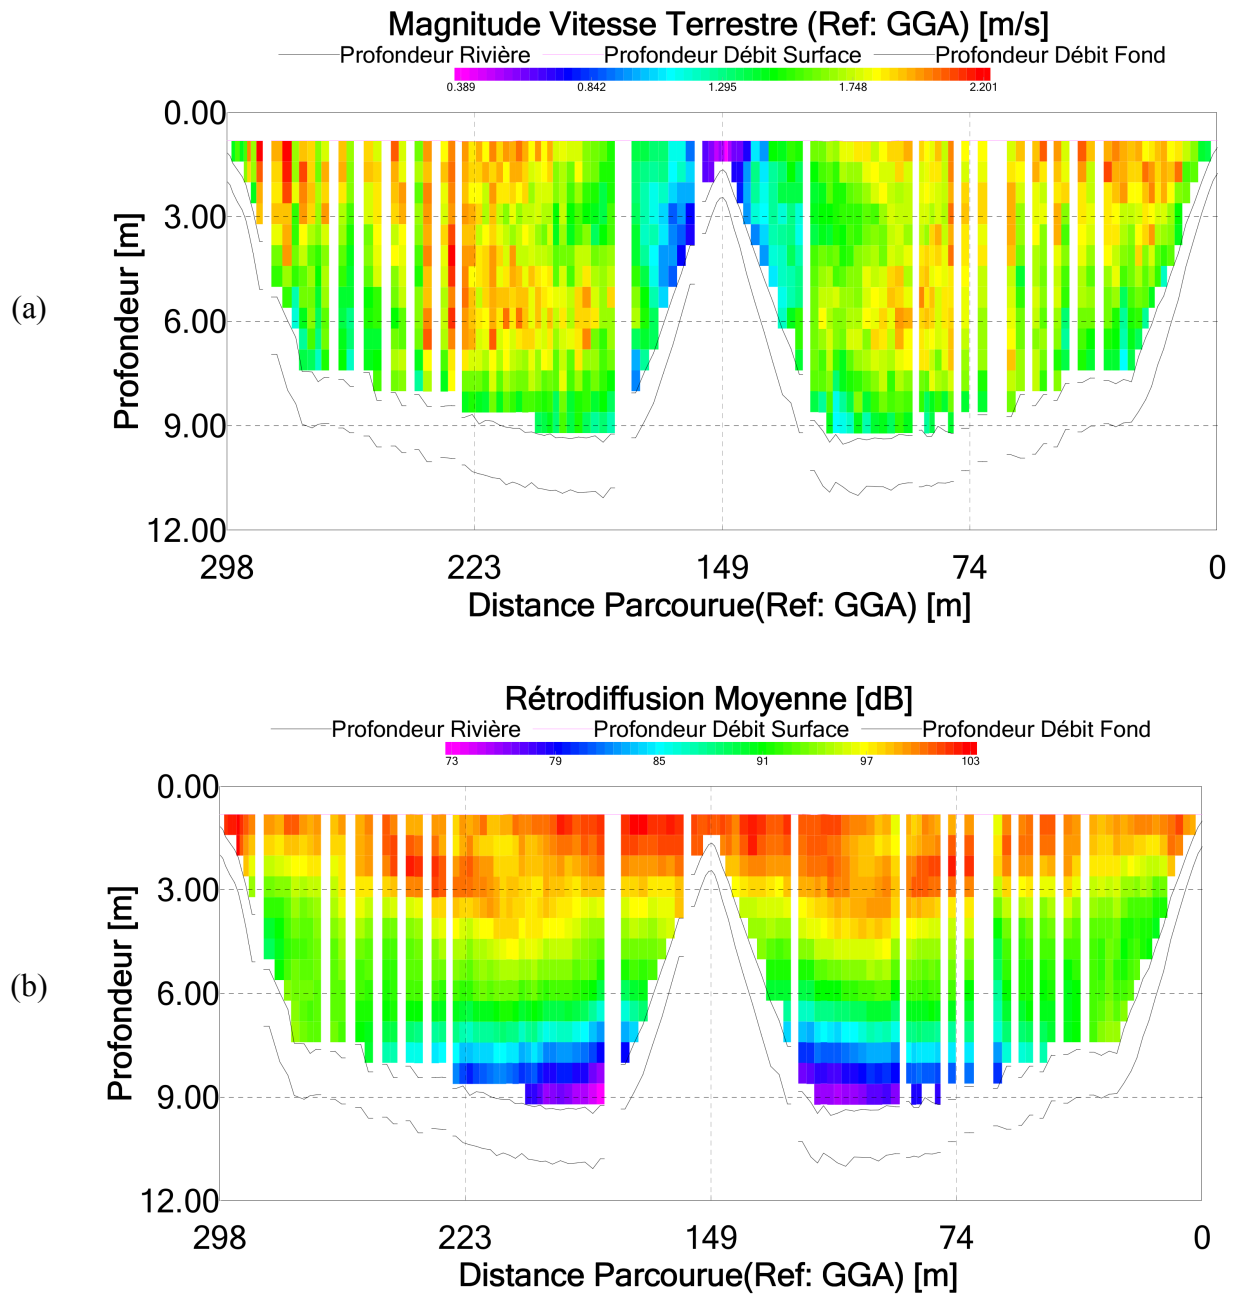 Magnitude Vitesse Terrestre (Ref: GGA) [m/s]
Profondeur Rivière Profondeur Débit Surface Profondeur Débit Fond
0.389 0.842 1.295 1.748 2.201
0.00
3.00
6.00
9.00
12.00
Profondeur [m]
(a)
298 223 149 74 0
Distance Parcourue(Ref: GGA) [m]
Rétrodiffusion Moyenne [dB]
Profondeur Rivière Profondeur Débit Surface Profondeur Débit Fond
73 79 85 91 97 103
0.00
3.00
6.00
9.00
12.00
Profondeur [m]
(b)
298 223 149 74 0
Distance Parcourue(Ref: GGA) [m]